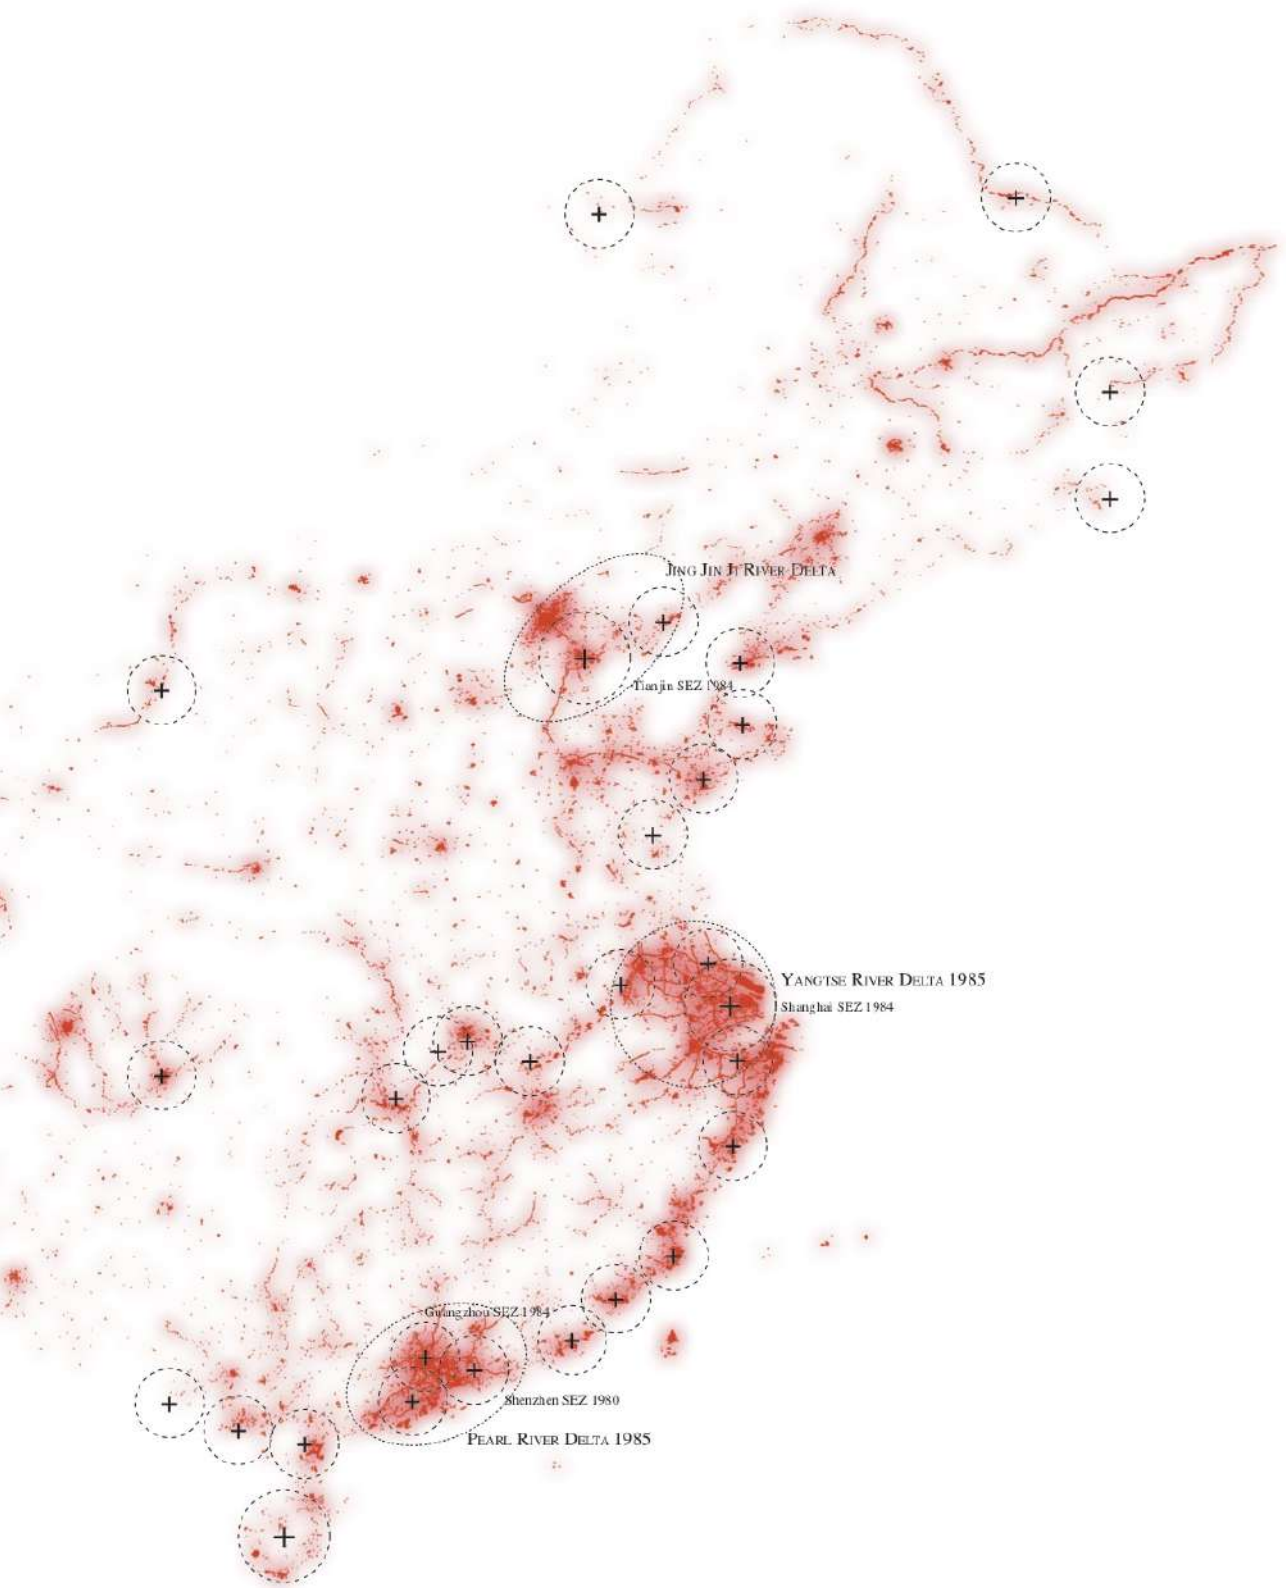 JING JIN JI RIVER DELTA
Tianjin SEZ 1984
YANGTSE RIVER DELTA 1985
Shanghai SEZ 1984
Guangzhou SEZ 1984
Shenzhen SEZ 1980
PEARL RIVER DELTA 1985